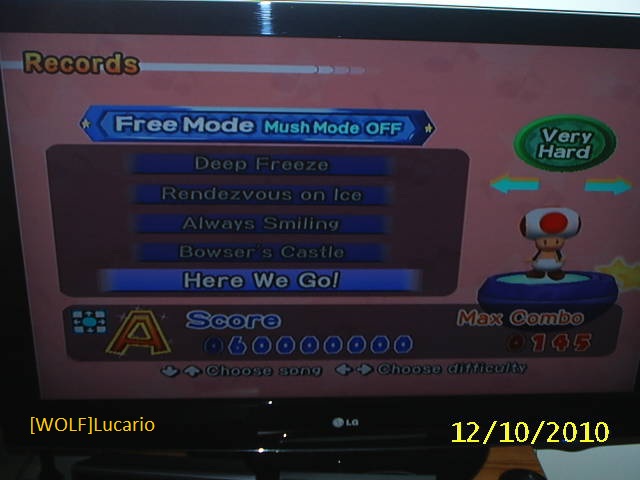 Records
Free Mode Mush Mode OFF
Very
Hard
Deep Freeze
Rendezvous on Ice
Always Smiling
Bowser's Castle
Here We Go!
A Score Max Combo
060000000 0145
Choose song Choose difficulty
LG
[WOLF]Lucario
12/10/2010